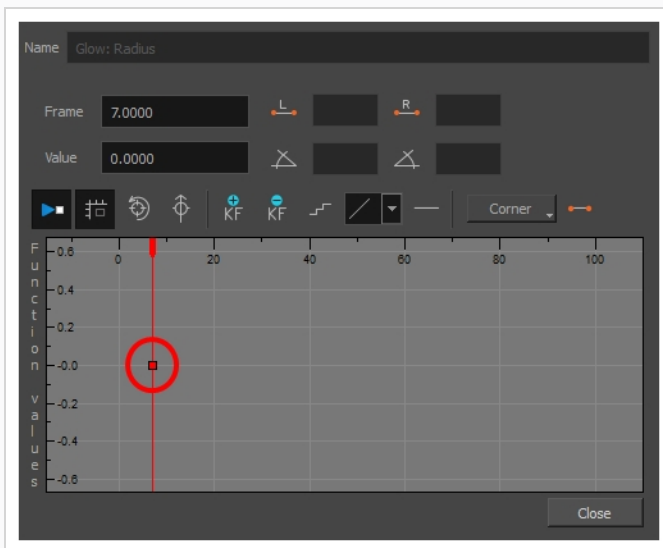 Name Glow: Radius
Frame 7.0000 L R
Value 0.0000
KF KF Corner
Function values
-0.6
0 20 40 60 80 100
-0.4
-0.2
-0.0
-0.2
-0.4
-0.6
Close